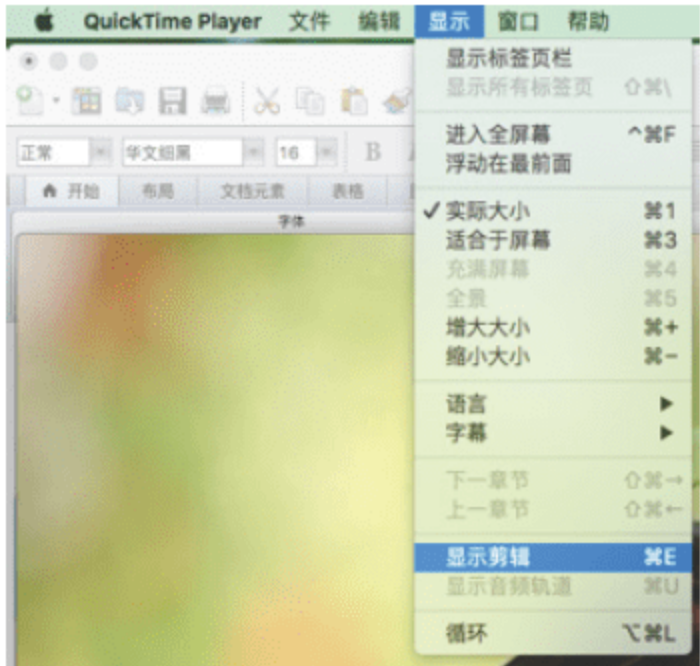 QuickTime Player 文件 编辑 显示 窗口 帮助
显示标签页栏
显示所有标签页 ⇧⌘\
进入全屏幕 ^⌘F
浮动在最前面
✓ 实际大小 ⌘1
适合于屏幕 ⌘3
充满屏幕 ⌘4
全景 ⌘5
增大大小 ⌘+
缩小大小 ⌘-
语言 ▶
字幕 ▶
下一章节 ⇧⌘→
上一章节 ⇧⌘←
显示剪辑 ⌘E
显示音频轨道 ⌘U
循环 ⌥⌘L
正常 华文细黑 16 B
开始 布局 文档元素 表格
字体